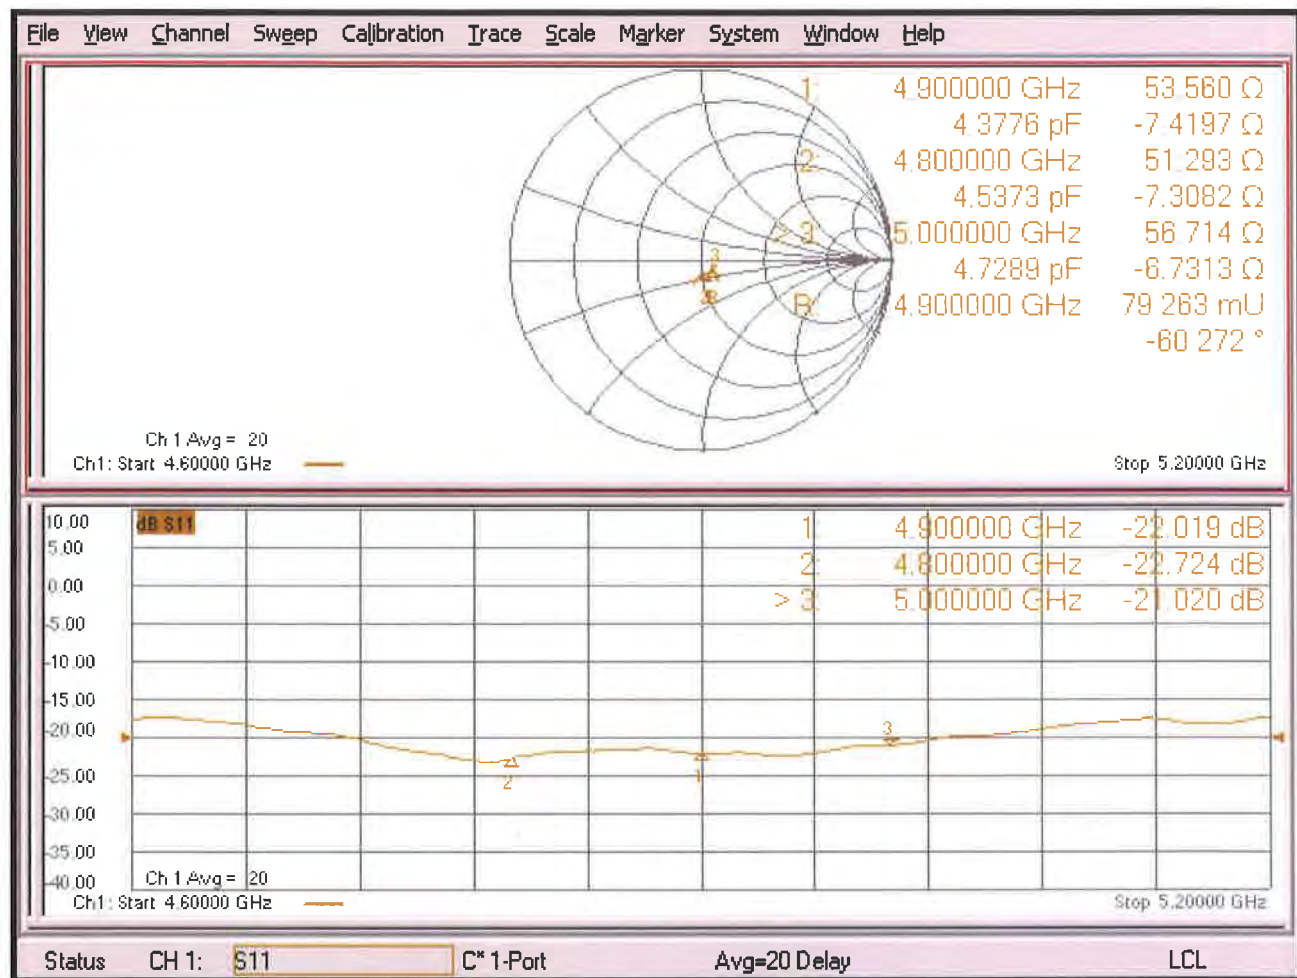 File View Channel Sweep Calibration Trace Scale Marker System Window Help
1: 4.900000 GHz 53.560 Ω
4.3776 pF -7.4197 Ω
2: 4.800000 GHz 51.293 Ω
4.5373 pF -7.3082 Ω
> 3: 5.000000 GHz 56.714 Ω
4.7289 pF -6.7313 Ω
R: 4.900000 GHz 79.263 mU
-60.272 °
3
Ch 1 Avg = 20
Ch1: Start 4.60000 GHz
Stop 5.20000 GHz
10.00
dB S11
1: 4.900000 GHz -22.019 dB
5.00
2: 4.800000 GHz -22.724 dB
0.00
> 3: 5.000000 GHz -21.020 dB
-5.00
-10.00
-15.00
-20.00
3
-25.00
2
1
-30.00
-35.00
-40.00
Ch 1 Avg = 20
Ch1: Start 4.60000 GHz
Stop 5.20000 GHz
Status CH 1: S11 C* 1-Port Avg=20 Delay LCL